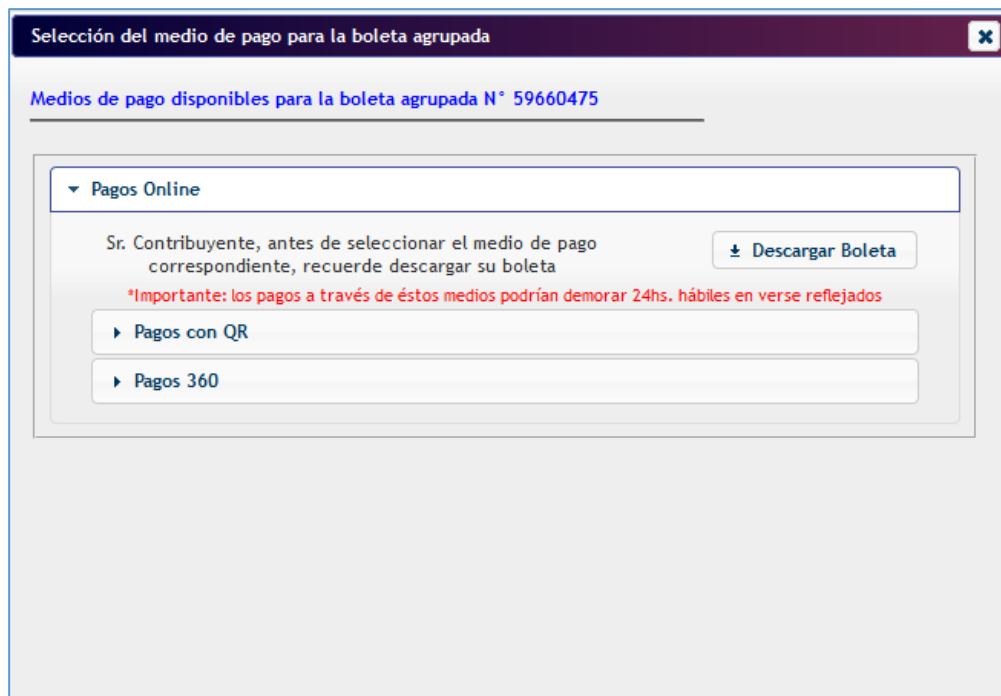 Selección del medio de pago para la boleta agrupada
Medios de pago disponibles para la boleta agrupada N° 59660475
Pagos Online
Sr. Contribuyente, antes de seleccionar el medio de pago
correspondiente, recuerde descargar su boleta
Descargar Boleta
*Importante: los pagos a través de éstos medios podrían demorar 24hs. hábiles en verse reflejados
Pagos con QR
Pagos 360